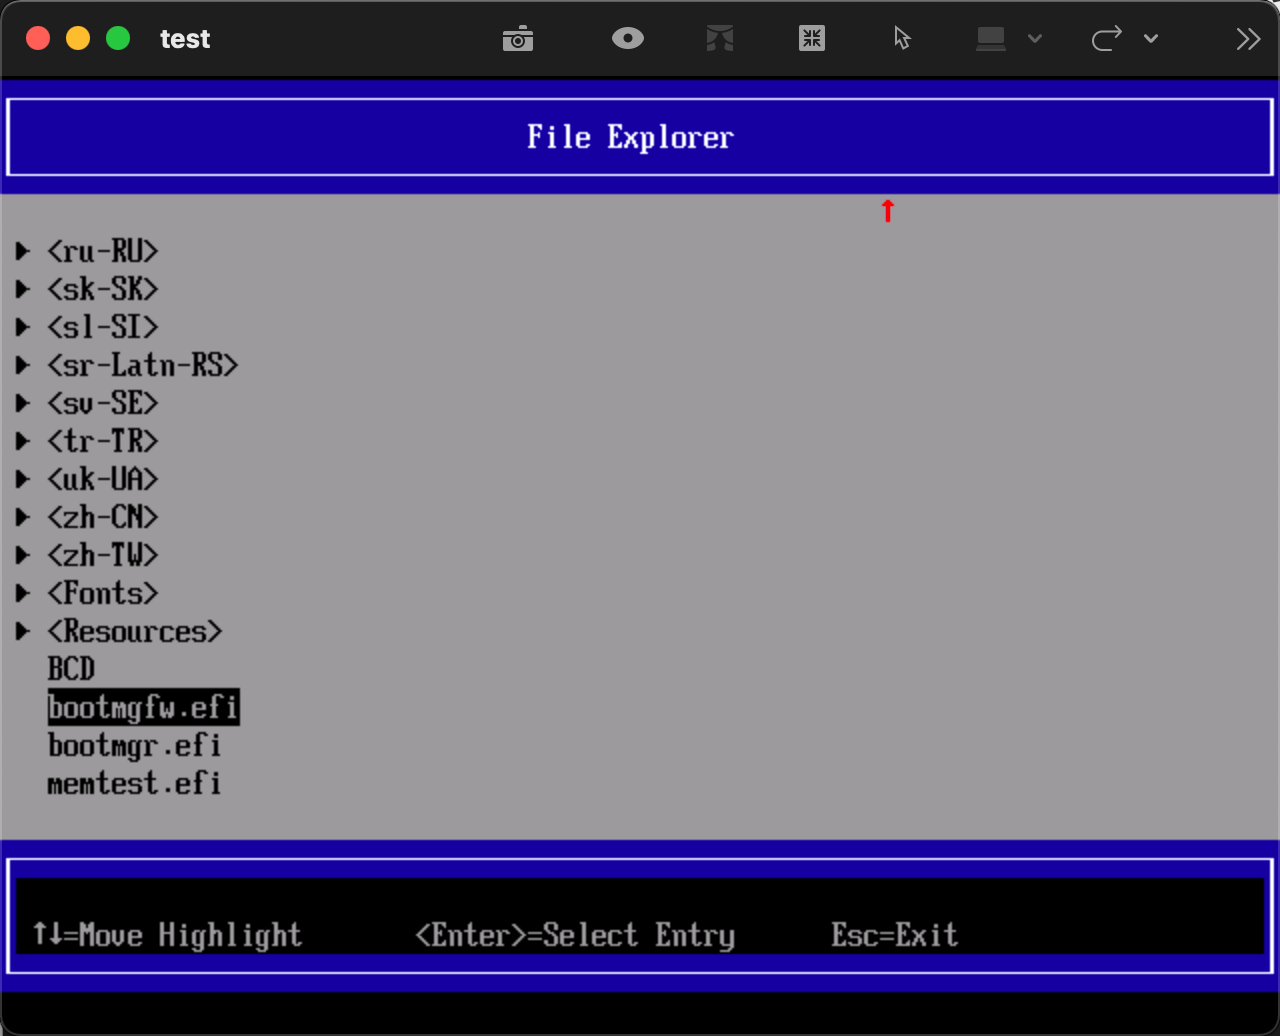 test
File Explorer
↑
<ru-RU>
<sk-SK>
<sl-SI>
<sr-Latn-RS>
<sv-SE>
<tr-TR>
<uk-UA>
<zh-CN>
<zh-TW>
<Fonts>
<Resources>
BCD
bootmgfw.efi
bootmgr.efi
memtest.efi
↑↓=Move Highlight <Enter>=Select Entry Esc=Exit